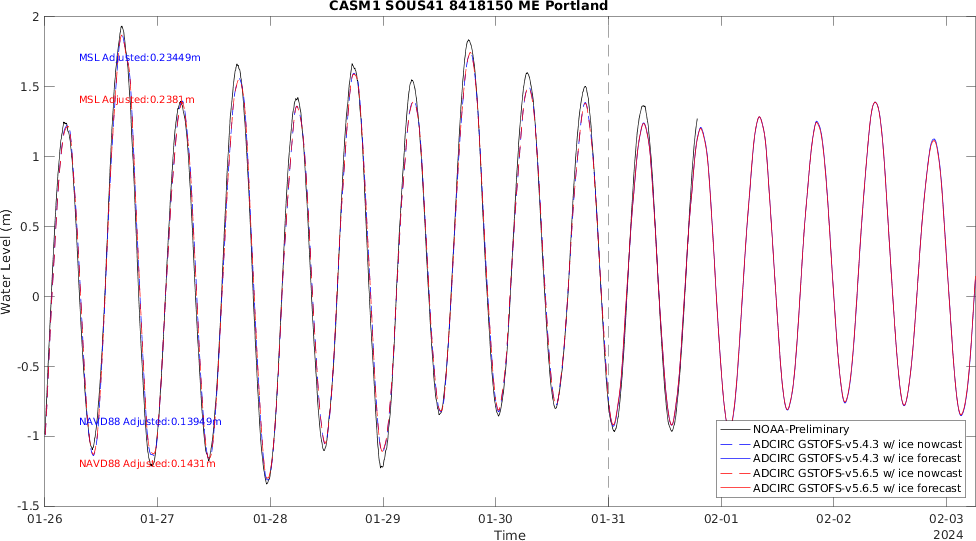 CASM1 SOUS41 8418150 ME Portland
2
MSL Adjusted:0.23449m
1.5
MSL Adjusted:0.2381m
1
0.5
Water Level (m)
0
-0.5
NAVD88 Adjusted:0.13949m
-1
NOAA-Preliminary
ADCIRC GSTOFS-v5.4.3 w/ ice nowcast
ADCIRC GSTOFS-v5.4.3 w/ ice forecast
NAVD88 Adjusted:0.1431m
ADCIRC GSTOFS-v5.6.5 w/ ice nowcast
ADCIRC GSTOFS-v5.6.5 w/ ice forecast
-1.5
01-26 01-27 01-28 01-29 01-30 01-31 02-01 02-02 02-03
Time
2024